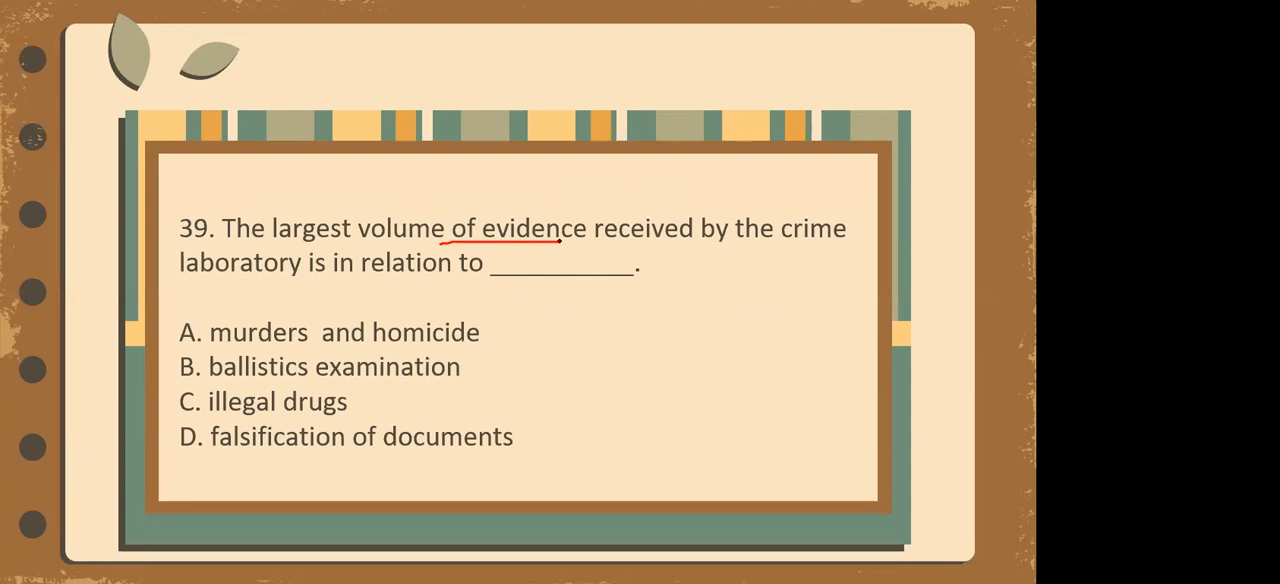 39. The largest volume of evidence received by the crime
laboratory is in relation to ___________.
A. murders  and homicide
B. ballistics examination
C. illegal drugs
D. falsification of documents